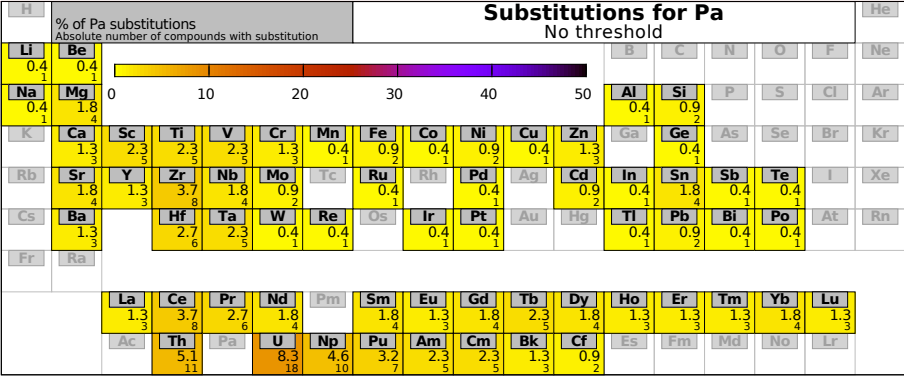 H Substitutions for Pa He
% of Pa substitutions No threshold
Absolute number of compounds with substitution
Li Be B C N O F Ne
0.4 0.4
1 1
0 10 20 30 40 50
Na Mg Al Si P S Cl Ar
0.4 1.8 0.4 0.9
1 4 1 2
K Ca Sc Ti V Cr Mn Fe Co Ni Cu Zn Ga Ge As Se Br Kr
1.3 2.3 2.3 2.3 1.3 0.4 0.9 0.4 0.9 0.4 1.3 0.4
3 5 5 5 3 1 2 1 2 1 3 1
Rb Sr Y Zr Nb Mo Tc Ru Rh Pd Ag Cd In Sn Sb Te I Xe
1.8 1.3 3.7 1.8 0.9 0.4 0.4 0.9 0.4 1.8 0.4 0.4
4 3 8 4 2 1 1 2 1 4 1 1
Cs Ba Hf Ta W Re Os Ir Pt Au Hg Tl Pb Bi Po At Rn
1.3 2.7 2.3 0.4 0.4 0.4 0.4 0.4 0.9 0.4 0.4
3 6 5 1 1 1 1 1 2 1 1
Fr Ra
La Ce Pr Nd Pm Sm Eu Gd Tb Dy Ho Er Tm Yb Lu
1.3 3.7 2.7 1.8 1.8 1.3 1.8 2.3 1.8 1.3 1.3 1.3 1.8 1.3
3 8 6 4 4 3 4 5 4 3 3 3 4 3
Ac Th Pa U Np Pu Am Cm Bk Cf Es Fm Md No Lr
5.1 8.3 4.6 3.2 2.3 2.3 1.3 0.9
11 18 10 7 5 5 3 2